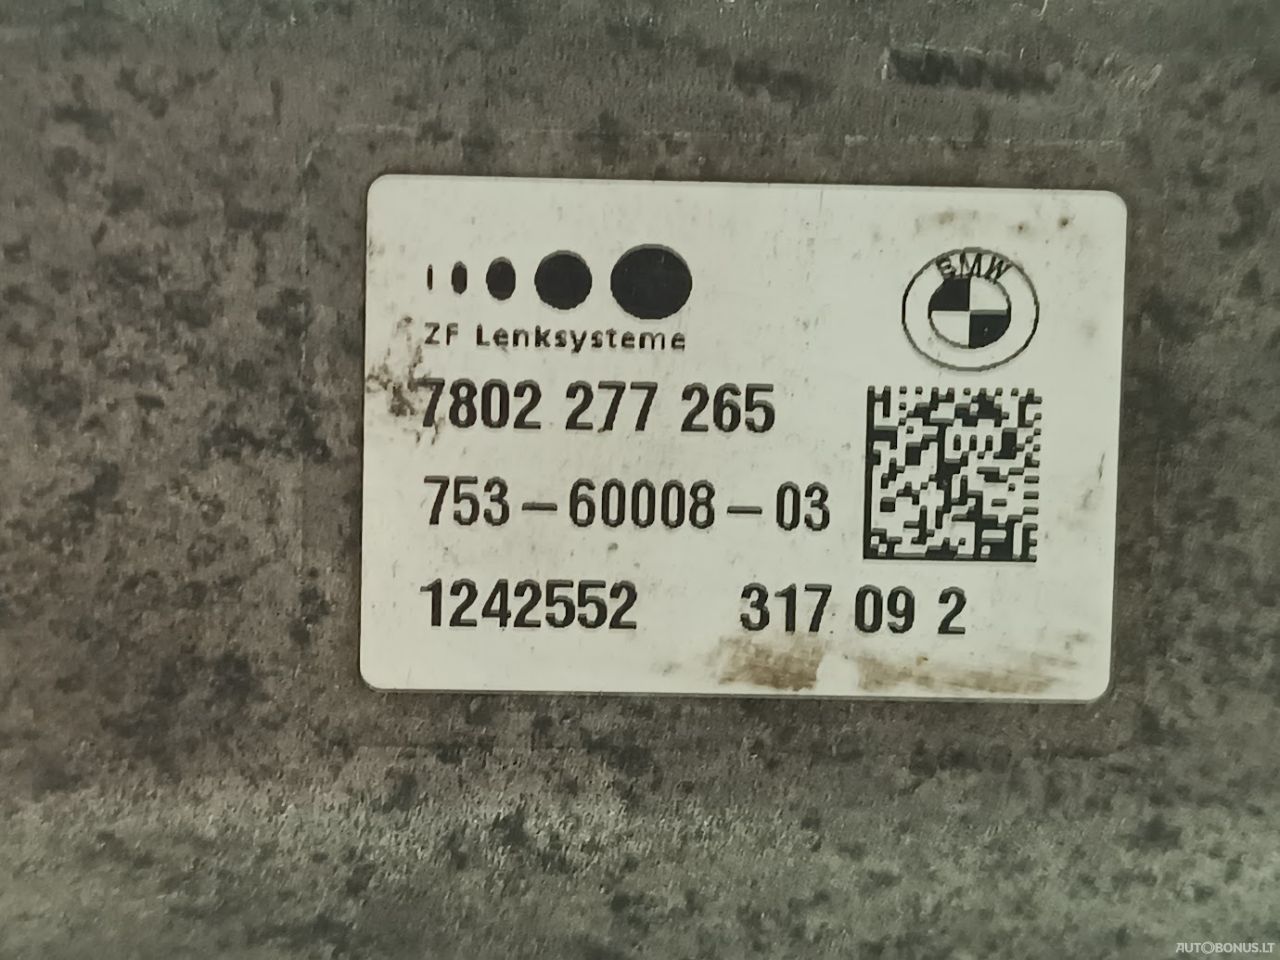 BMW
ZF Lenksysteme
7802 277 265
753-60008-03
1242552 317 09 2
AUTOBONUS.LT